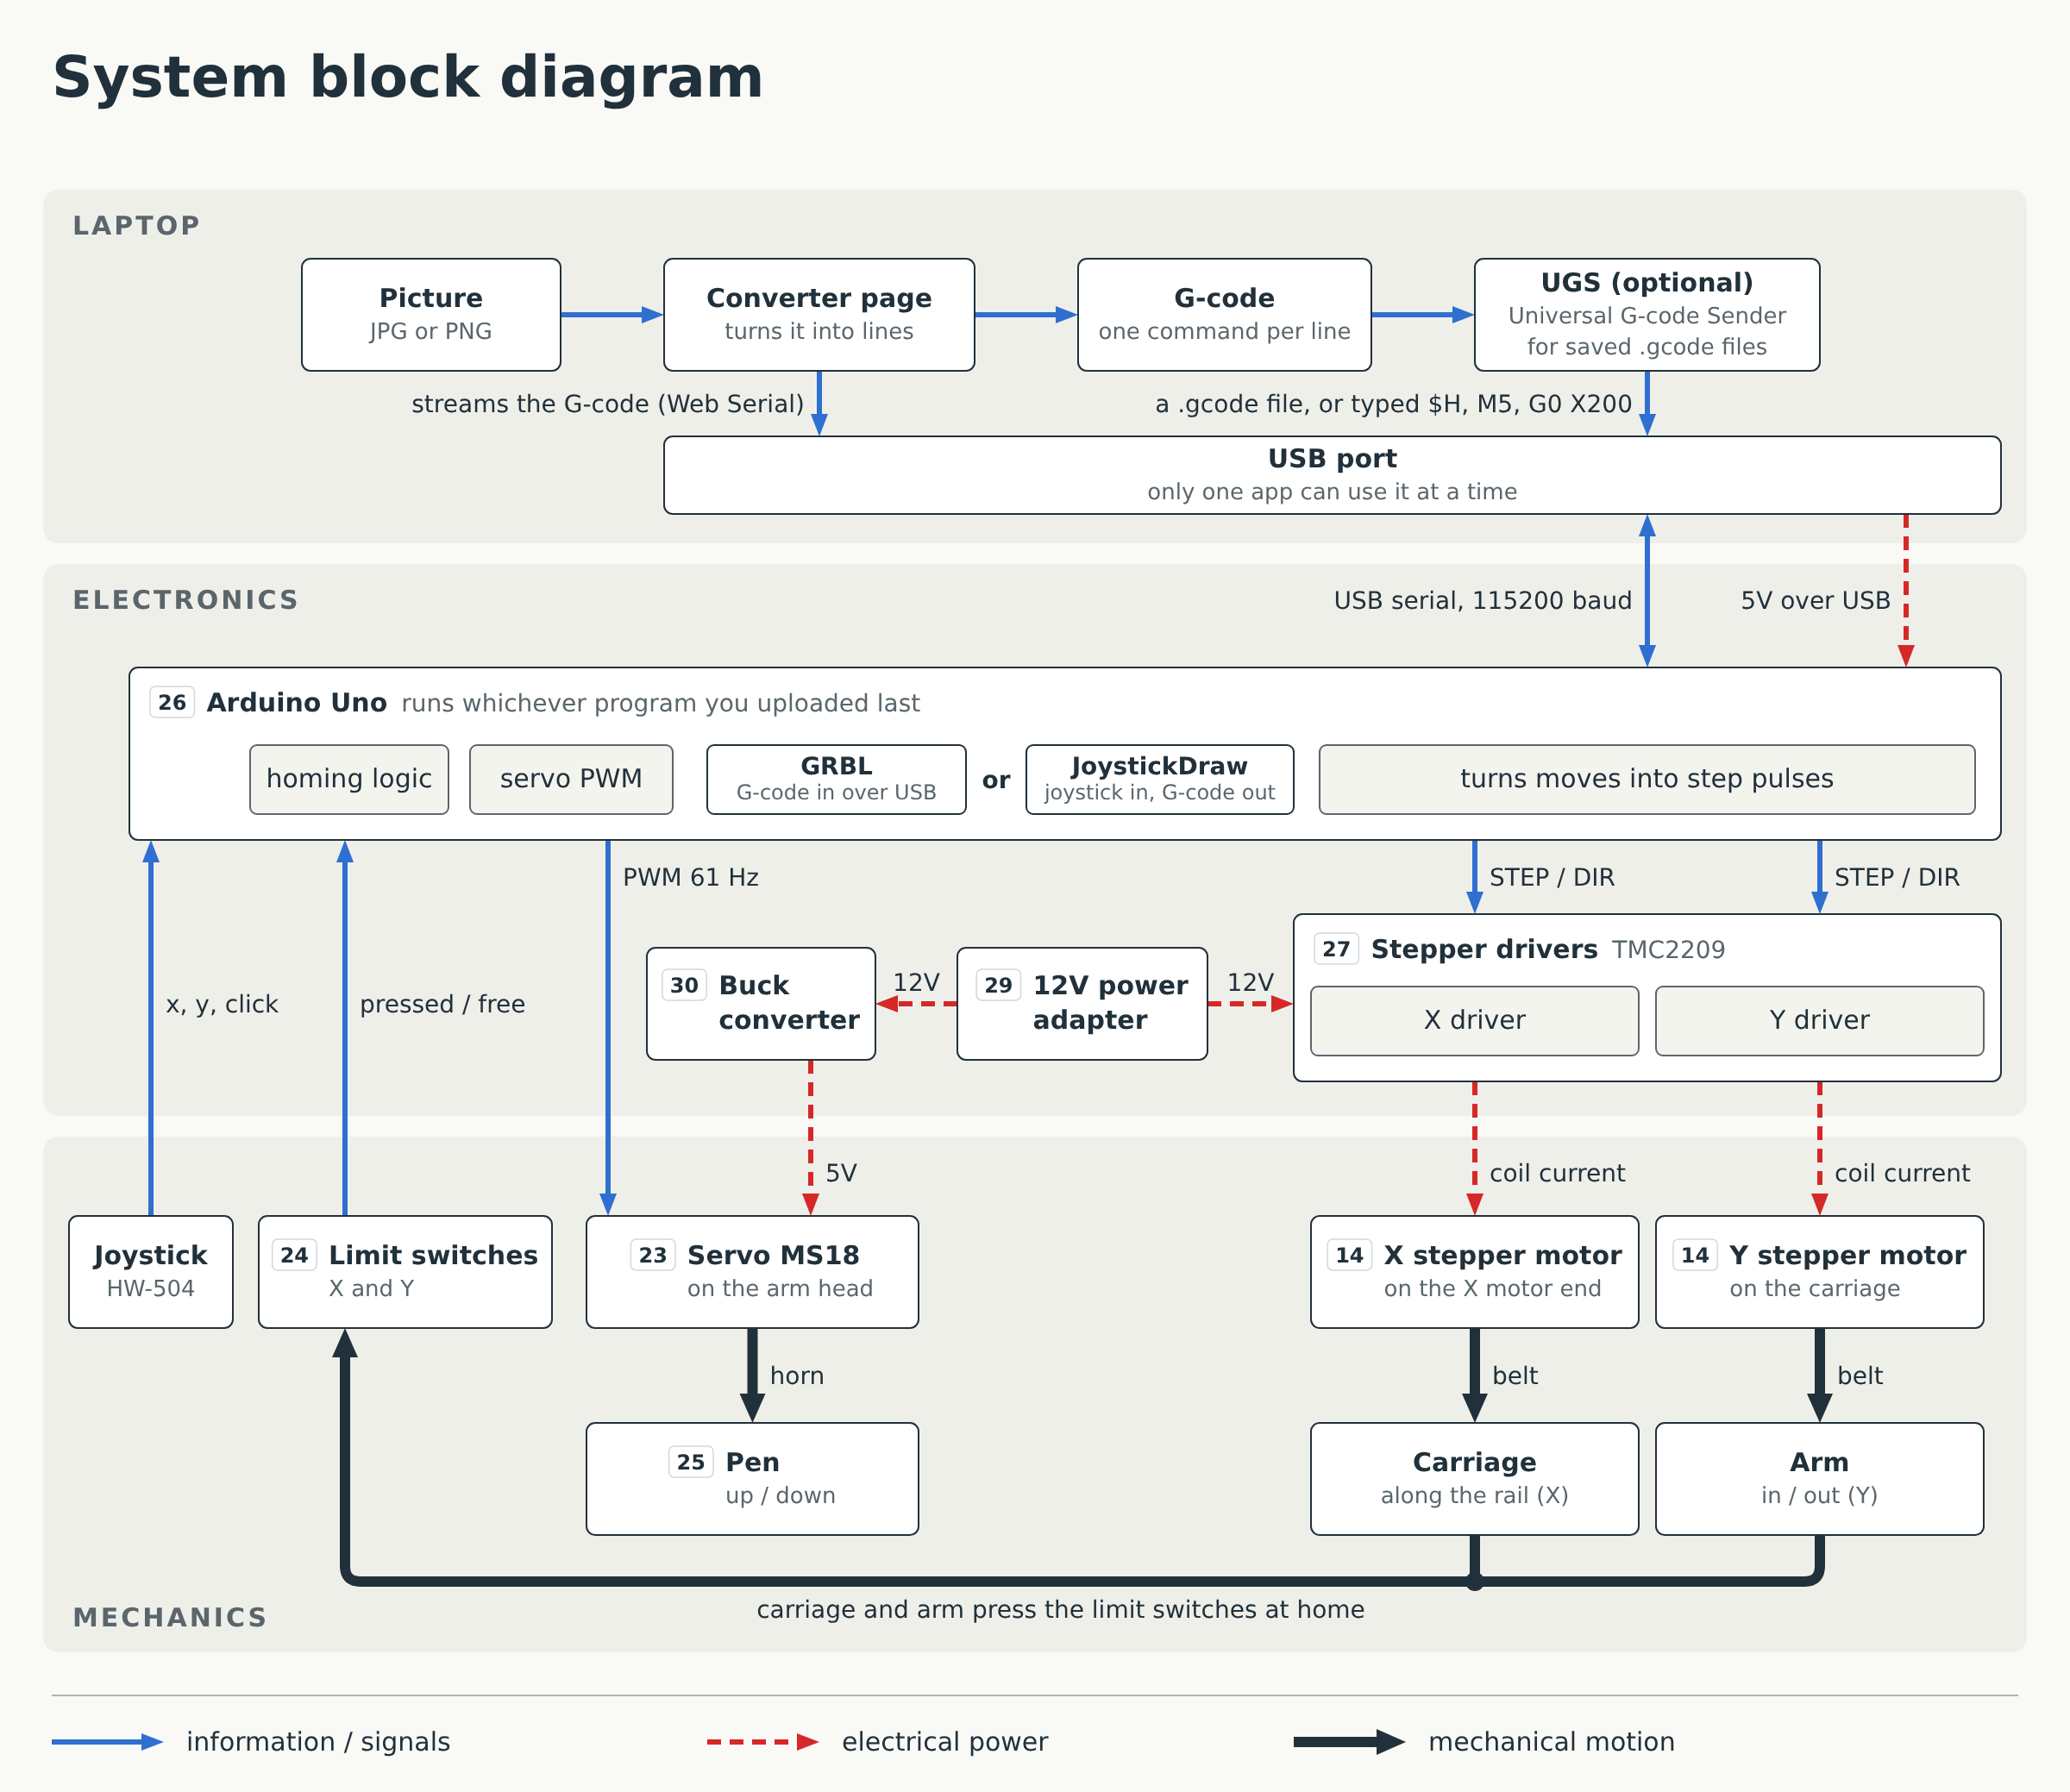 System block diagram
LAPTOP
Picture
JPG or PNG
Converter page
turns it into lines
G-code
one command per line
UGS (optional)
Universal G-code Sender
for saved .gcode files
streams the G-code (Web Serial)
a .gcode file, or typed $H, M5, G0 X200
USB port
only one app can use it at a time
ELECTRONICS
USB serial, 115200 baud
5V over USB
26 Arduino Uno runs whichever program you uploaded last
homing logic
servo PWM
GRBL
G-code in over USB
or
JoystickDraw
joystick in, G-code out
turns moves into step pulses
PWM 61 Hz
STEP / DIR
STEP / DIR
x, y, click
pressed / free
30 Buck
converter
12V
29 12V power
adapter
12V
27 Stepper drivers TMC2209
X driver
Y driver
5V
coil current
coil current
Joystick
HW-504
24 Limit switches
X and Y
23 Servo MS18
on the arm head
14 X stepper motor
on the X motor end
14 Y stepper motor
on the carriage
horn
belt
belt
25 Pen
up / down
Carriage
along the rail (X)
Arm
in / out (Y)
carriage and arm press the limit switches at home
MECHANICS
information / signals
electrical power
mechanical motion